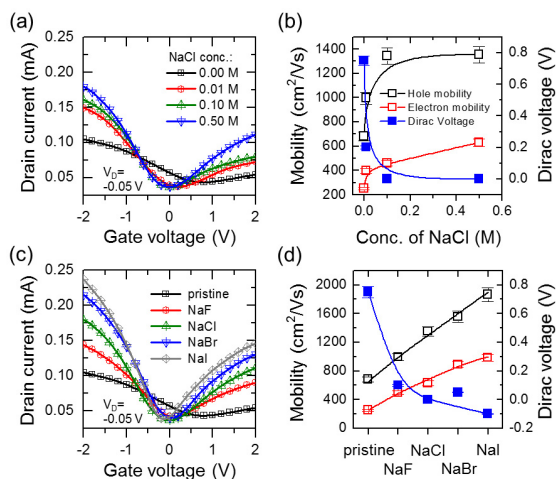 (a)
0.25
0.20
0.15
0.10
0.05
Drain current (mA)
NaCl conc.:
0.00 M
0.01 M
0.10 M
0.50 M
V_D=
-0.05 V
-2 -1 0 1 2
Gate voltage (V)
(b)
1400
1200
1000
800
600
400
200
Mobility (cm²/Vs)
Hole mobility
Electron mobility
Dirac Voltage
0.8
0.6
0.4
0.2
0.0
Dirac voltage (V)
0.0 0.2 0.4 0.6
Conc. of NaCl (M)
(c)
0.25
0.20
0.15
0.10
0.05
Drain current (mA)
pristine
NaF
NaCl
NaBr
NaI
V_D=
-0.05 V
-2 -1 0 1 2
Gate voltage (V)
(d)
2000
1600
1200
800
400
0
Mobility (cm²/Vs)
0.8
0.6
0.4
0.2
0.0
-0.2
Dirac voltage (V)
pristine NaCl NaI
NaF NaBr